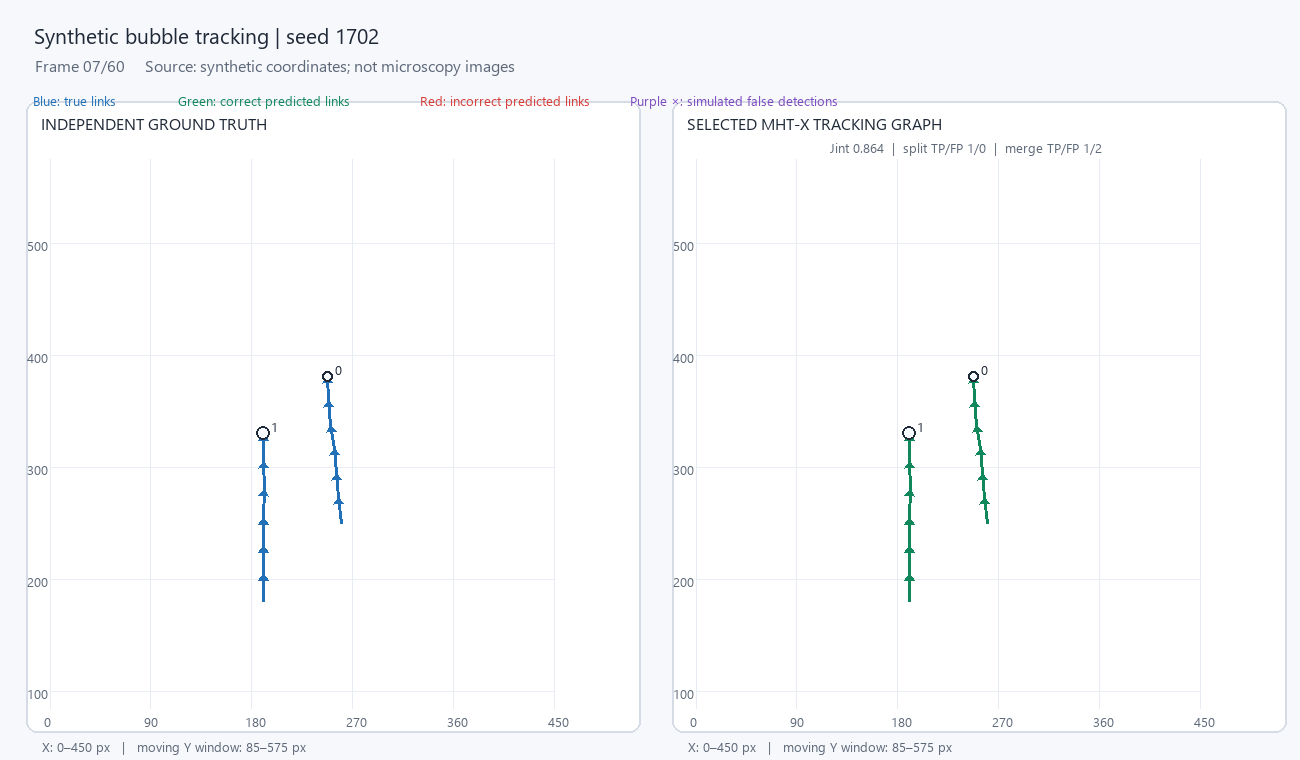 Synthetic bubble tracking | seed 1702
Frame 07/60 Source: synthetic coordinates; not microscopy images
Blue: true links Green: correct predicted links Red: incorrect predicted links Purple ×: simulated false detections
INDEPENDENT GROUND TRUTH
500
400
300
200
100
0 90 180 270 360 450
0
1
X: 0–450 px | moving Y window: 85–575 px
SELECTED MHT-X TRACKING GRAPH
Jint 0.864 | split TP/FP 1/0 | merge TP/FP 1/2
500
400
300
200
100
0 90 180 270 360 450
0
1
X: 0–450 px | moving Y window: 85–575 px